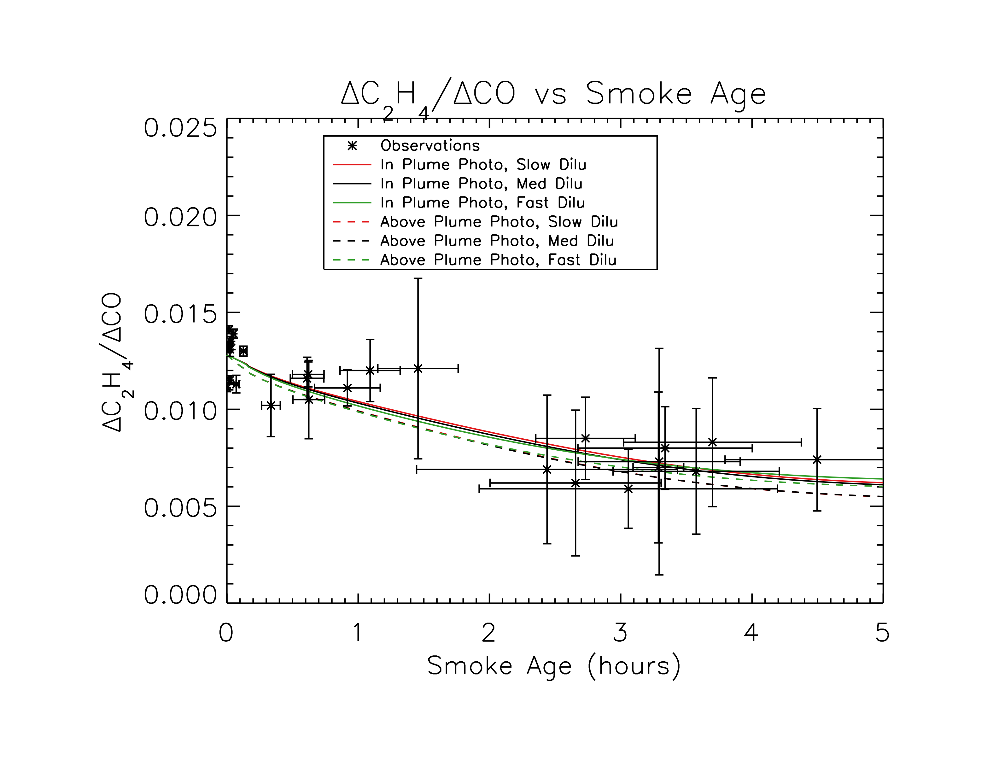 ΔC₂H₄/ΔCO vs Smoke Age
0.025
Observations
In Plume Photo, Slow Dilu
In Plume Photo, Med Dilu
In Plume Photo, Fast Dilu
Above Plume Photo, Slow Dilu
Above Plume Photo, Med Dilu
Above Plume Photo, Fast Dilu
0.020
0.015
0.010
0.005
0.000
ΔC₂H₄/ΔCO
0 1 2 3 4 5
Smoke Age (hours)